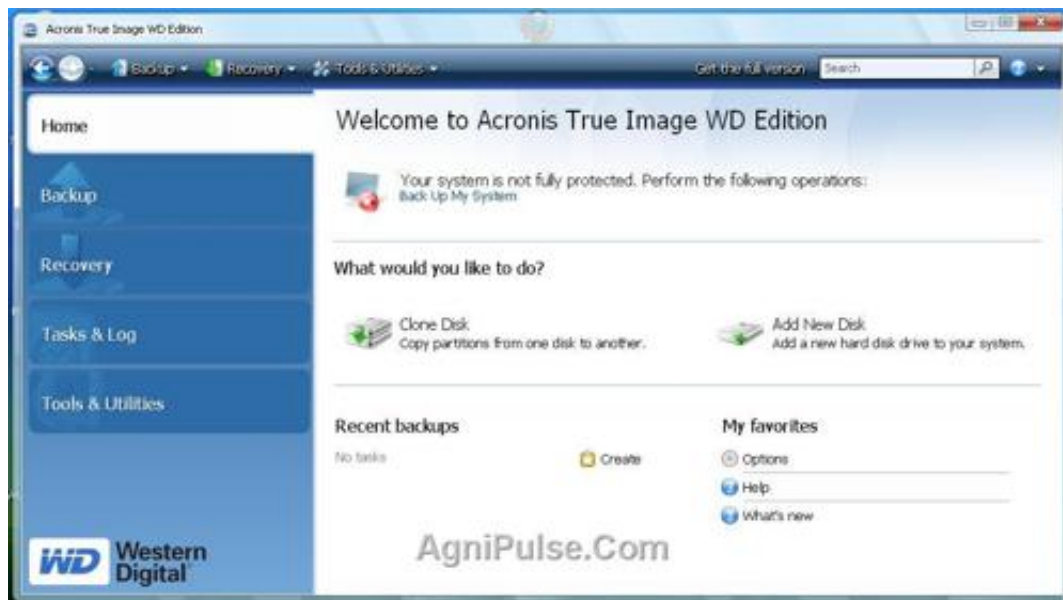 Acronis True Image WD Edition
Backup Recovery Tools & Utilities Get the full version Search
Home
Backup
Recovery
Tasks & Log
Tools & Utilities
WD Western
Digital
Welcome to Acronis True Image WD Edition
Your system is not fully protected. Perform the following operations:
Back Up My System
What would you like to do?
Clone Disk
Copy partitions from one disk to another.
Add New Disk
Add a new hard disk drive to your system.
Recent backups
No tasks
Create
My favorites
Options
Help
What's new
AgniPulse.Com